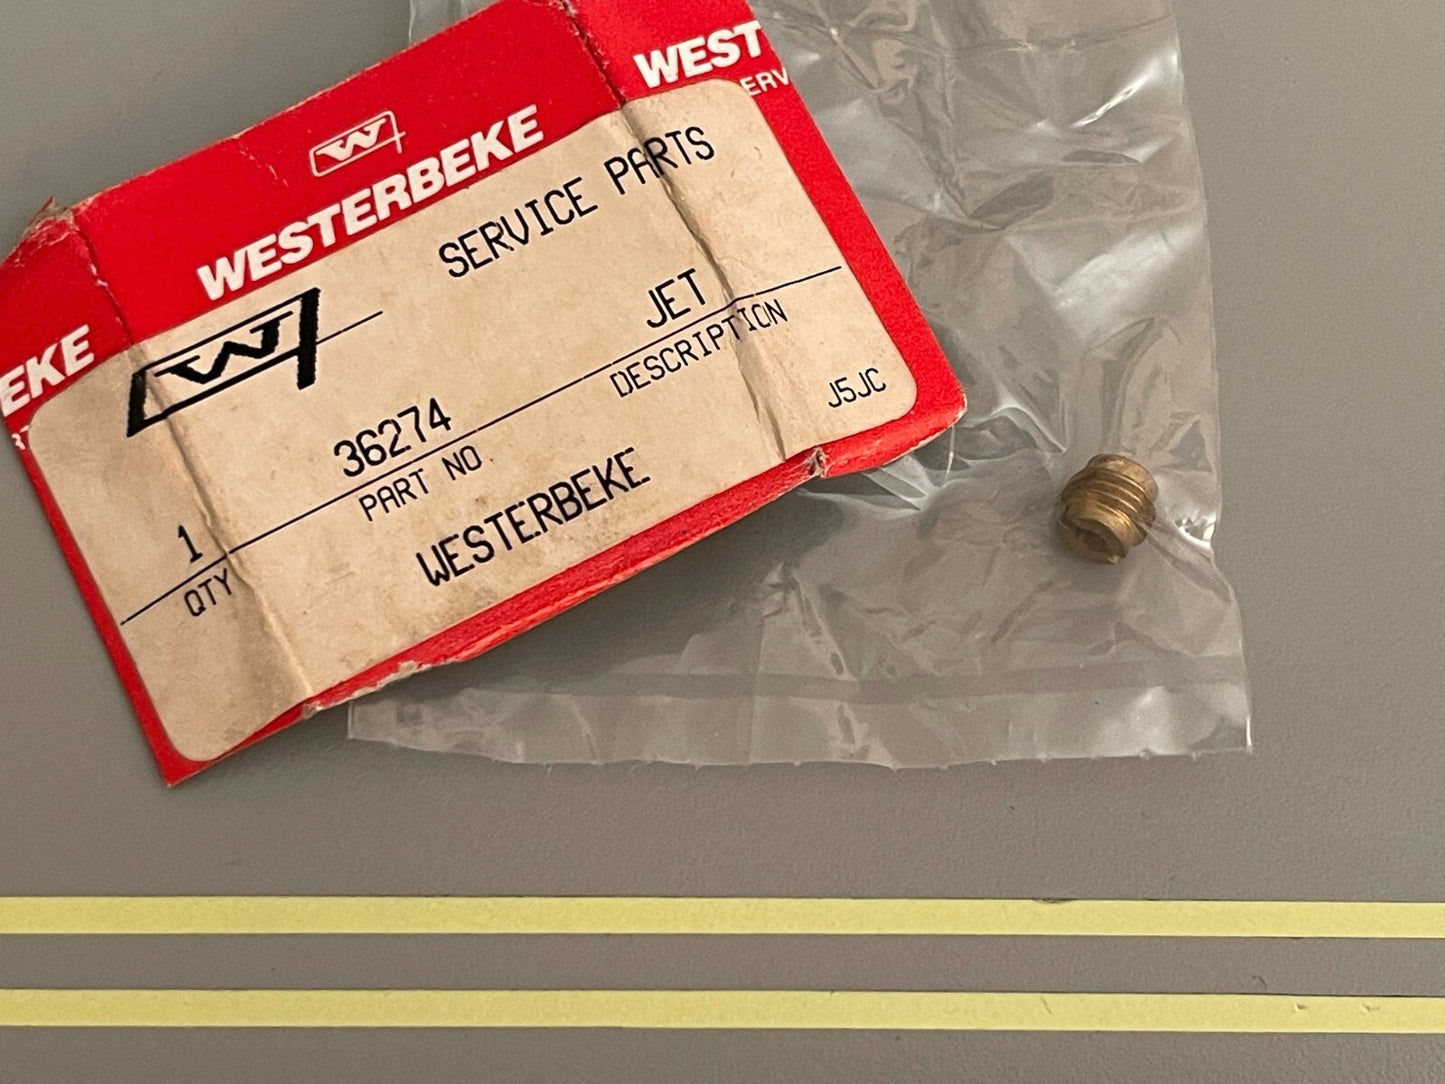 WEST
ERV
W
WESTERBEKE
EKE
SERVICE PARTS
W
JET
DESCRIPTION
36274
PART NO
J5JC
1
QTY
WESTERBEKE